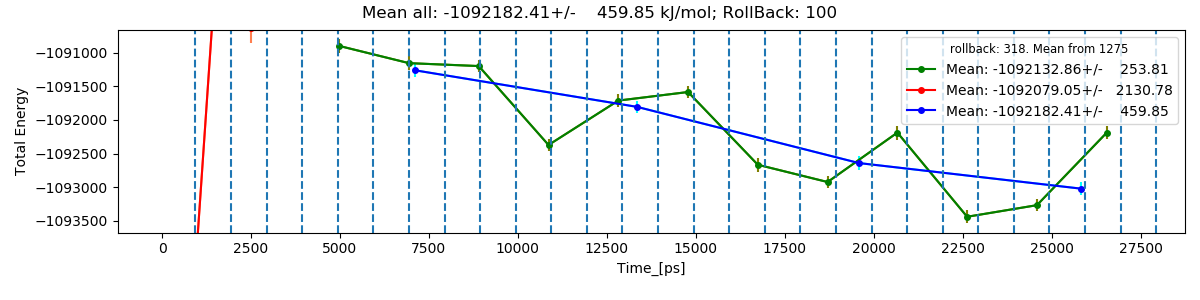 Mean all: -1092182.41+/-    459.85 kJ/mol; RollBack: 100
rollback: 318. Mean from 1275
Mean: -1092132.86+/-    253.81
Mean: -1092079.05+/-   2130.78
Mean: -1092182.41+/-    459.85
Total Energy
−1091000
−1091500
−1092000
−1092500
−1093000
−1093500
0 2500 5000 7500 10000 12500 15000 17500 20000 22500 25000 27500
Time_[ps]